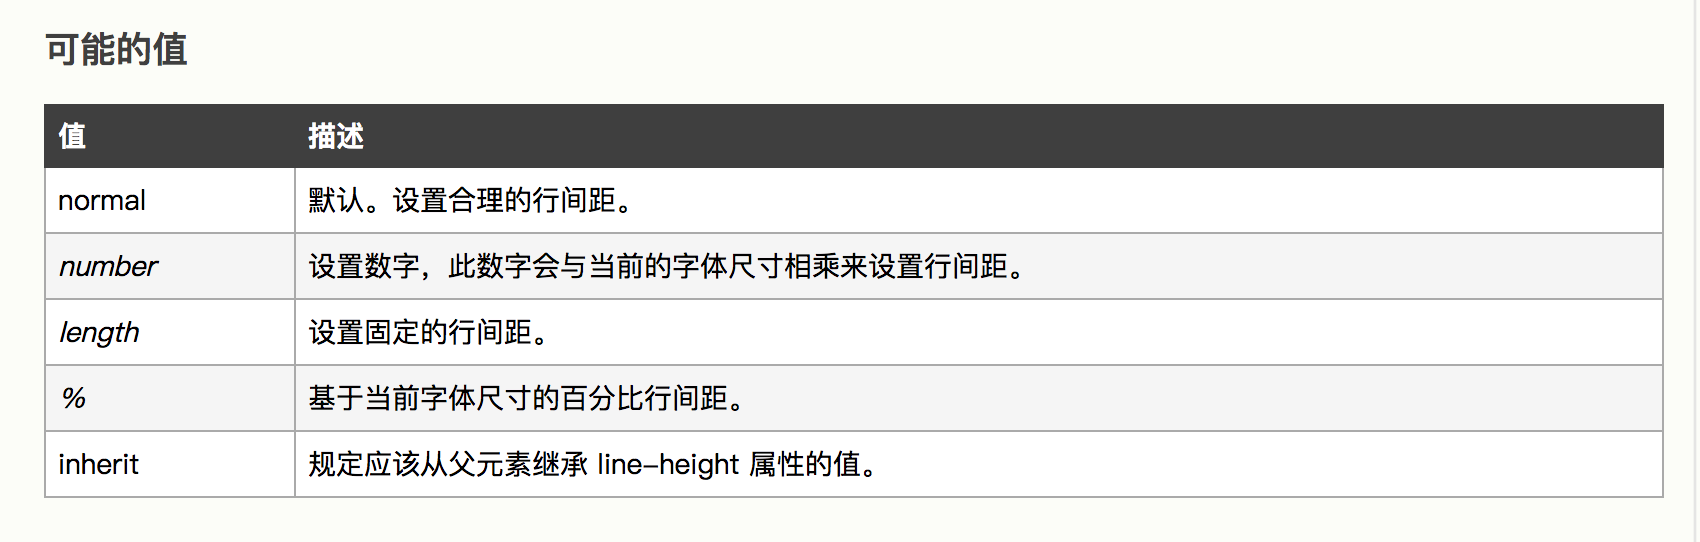 可能的值
值 描述
normal 默认。设置合理的行间距。
number 设置数字，此数字会与当前的字体尺寸相乘来设置行间距。
length 设置固定的行间距。
% 基于当前字体尺寸的百分比行间距。
inherit 规定应该从父元素继承 line-height 属性的值。